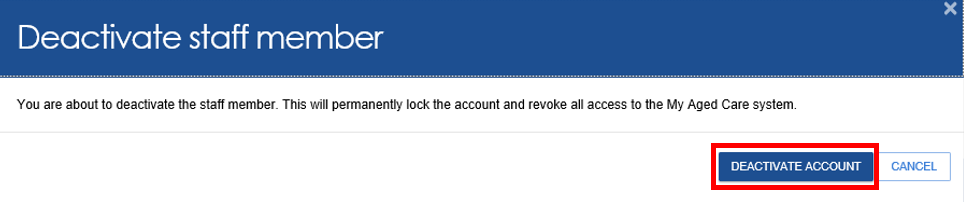 Deactivate staff member
You are about to deactivate the staff member. This will permanently lock the account and revoke all access to the My Aged Care system.
DEACTIVATE ACCOUNT CANCEL